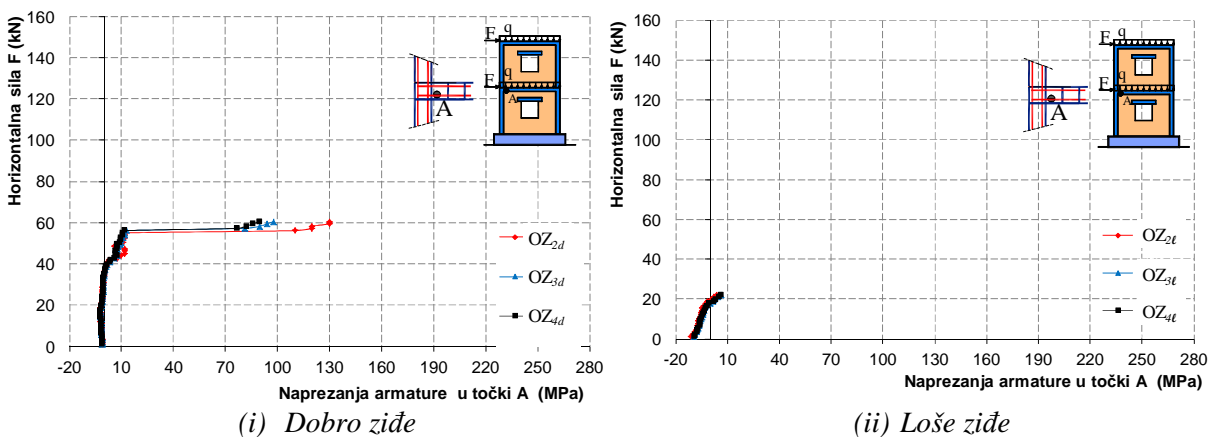 Horizontalna sila F (kN)
160
140
120
100
80
60
40
20
0
-20 10 40 70 100 130 160 190 220 250 280
Naprezanja armature u točki A (MPa)
F q
F q
A
A
OZ2d
OZ3d
OZ4d
(i) Dobro ziđe
Horizontalna sila F (kN)
160
140
120
100
80
60
40
20
0
-20 10 40 70 100 130 160 190 220 250 280
Naprezanja armature u točki A (MPa)
F q
F q
A
A
OZ2ℓ
OZ3ℓ
OZ4ℓ
(ii) Loše ziđe